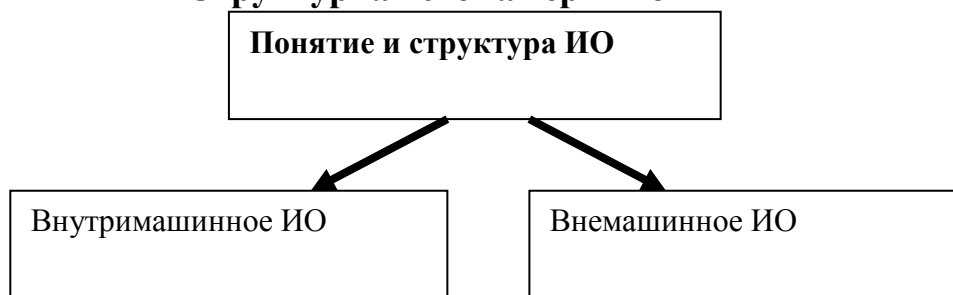 Понятие и структура ИО
Внутримашинное ИО
Внемашинное ИО